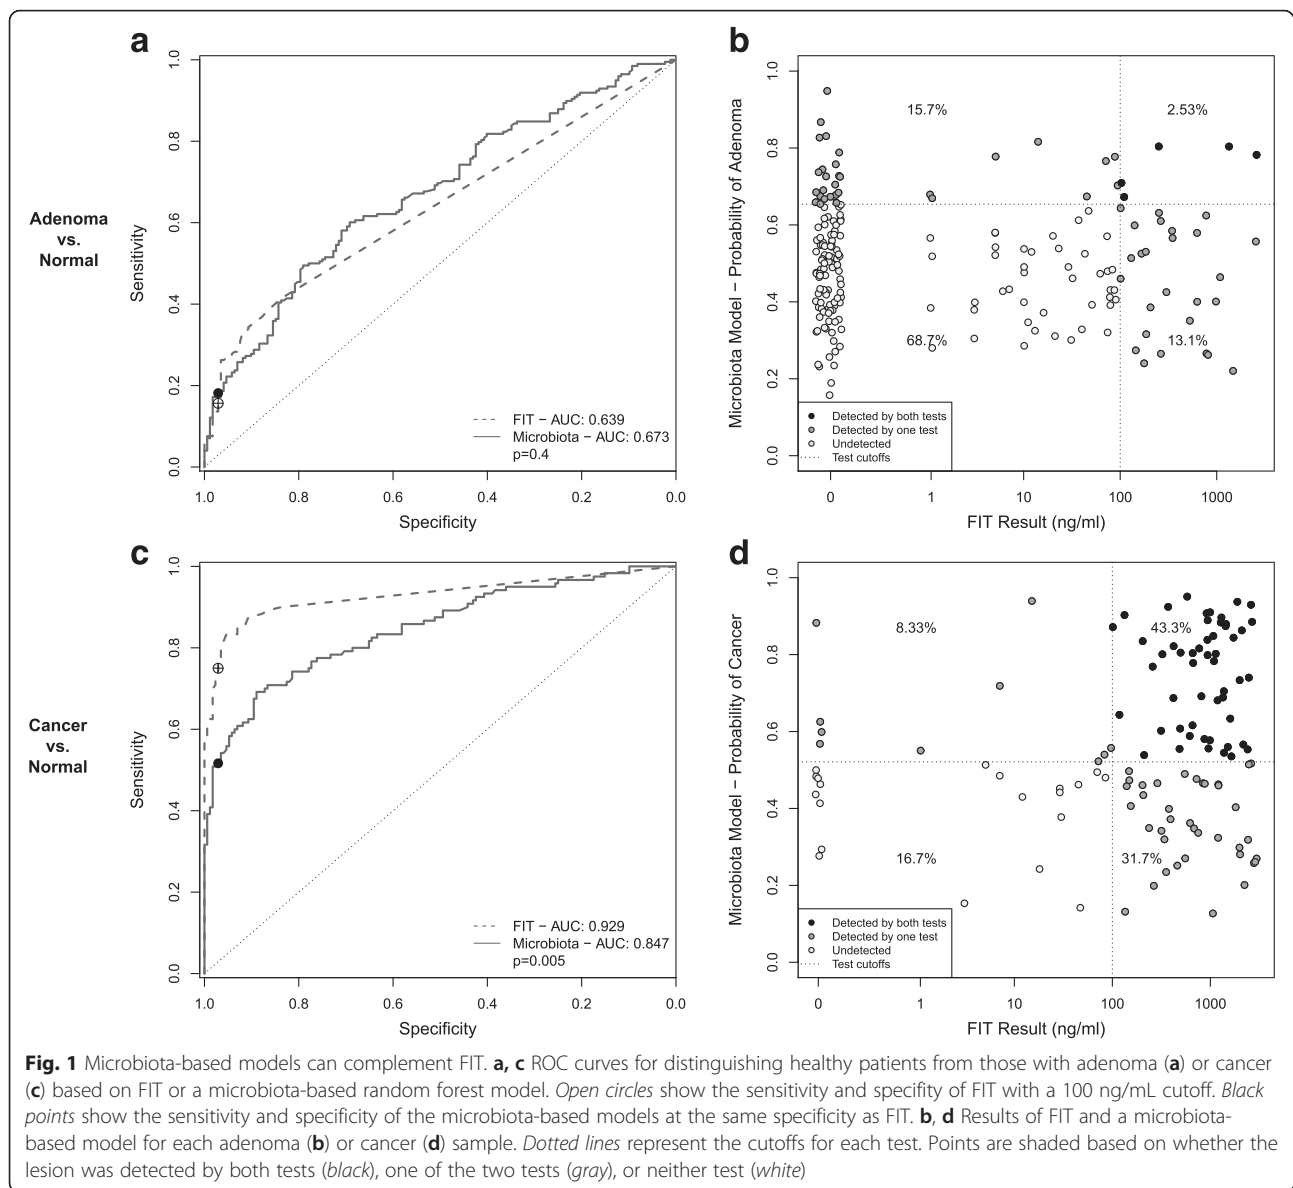 a
1.0
0.8
0.6
0.4
0.2
0.0
Sensitivity
Adenoma
vs.
Normal
FIT − AUC: 0.639
Microbiota − AUC: 0.673
p=0.4
1.0 0.8 0.6 0.4 0.2 0.0
Specificity
b
1.0
0.8
0.6
0.4
0.2
0.0
Microbiota Model − Probability of Adenoma
15.7% 2.53%
68.7% 13.1%
Detected by both tests
Detected by one test
Undetected
Test cutoffs
0 1 10 100 1000
FIT Result (ng/ml)
c
1.0
0.8
0.6
0.4
0.2
0.0
Sensitivity
Cancer
vs.
Normal
FIT − AUC: 0.929
Microbiota − AUC: 0.847
p=0.005
1.0 0.8 0.6 0.4 0.2 0.0
Specificity
d
1.0
0.8
0.6
0.4
0.2
0.0
Microbiota Model − Probability of Cancer
8.33% 43.3%
16.7% 31.7%
Detected by both tests
Detected by one test
Undetected
Test cutoffs
0 1 10 100 1000
FIT Result (ng/ml)
Fig. 1 Microbiota-based models can complement FIT. a, c ROC curves for distinguishing healthy patients from those with adenoma (a) or cancer
(c) based on FIT or a microbiota-based random forest model. Open circles show the sensitivity and specifity of FIT with a 100 ng/mL cutoff. Black
points show the sensitivity and specificity of the microbiota-based models at the same specificity as FIT. b, d Results of FIT and a microbiota-
based model for each adenoma (b) or cancer (d) sample. Dotted lines represent the cutoffs for each test. Points are shaded based on whether the
lesion was detected by both tests (black), one of the two tests (gray), or neither test (white)